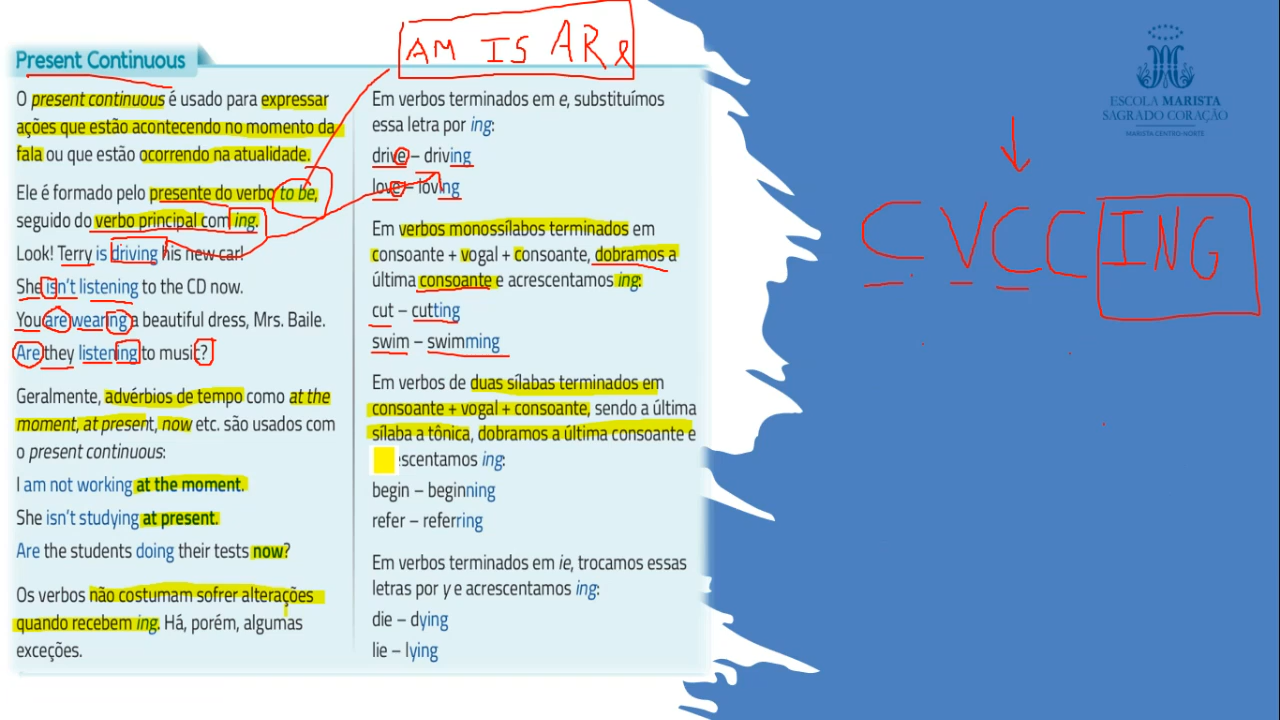 AM IS ARe
Present Continuous
O present continuous é usado para expressar
ações que estão acontecendo no momento da
fala ou que estão ocorrendo na atualidade.
Ele é formado pelo presente do verbo to be,
seguido do verbo principal com ing.
Look! Terry is driving his new car!
She isn't listening to the CD now.
You are wearing a beautiful dress, Mrs. Baile.
Are they listening to music?
Geralmente, advérbios de tempo como at the
moment, at present, now etc. são usados com
o present continuous:
I am not working at the moment.
She isn't studying at present.
Are the students doing their tests now?
Os verbos não costumam sofrer alterações
quando recebem ing. Há, porém, algumas
exceções.
Em verbos terminados em e, substituímos
essa letra por ing:
drive – driving
love – loving
Em verbos monossílabos terminados em
consoante + vogal + consoante, dobramos a
última consoante e acrescentamos ing:
cut – cutting
swim – swimming
Em verbos de duas sílabas terminados em
consoante + vogal + consoante, sendo a última
sílaba a tônica, dobramos a última consoante e
escentamos ing:
begin – beginning
refer – referring
Em verbos terminados em ie, trocamos essas
letras por y e acrescentamos ing:
die – dying
lie – lying
ESCOLA MARISTA
SAGRADO CORAÇÃO
MARISTA CENTRO-NORTE
CVCC ING